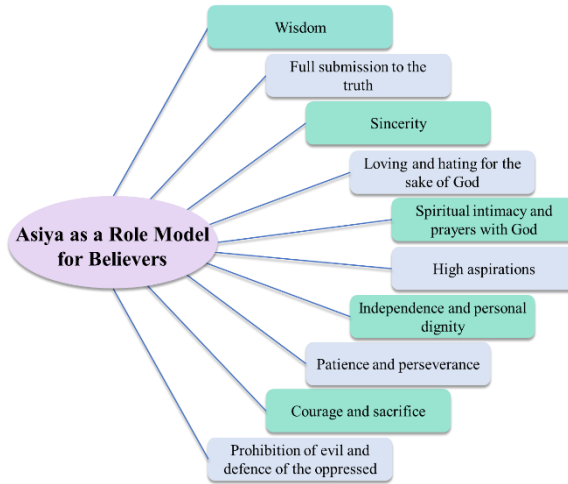 Wisdom
Full submission to the
truth
Sincerity
Loving and hating for the
sake of God
Asiya as a Role Model
for Believers
Spiritual intimacy and
prayers with God
High aspirations
Independence and personal
dignity
Patience and perseverance
Courage and sacrifice
Prohibition of evil and
defence of the oppressed